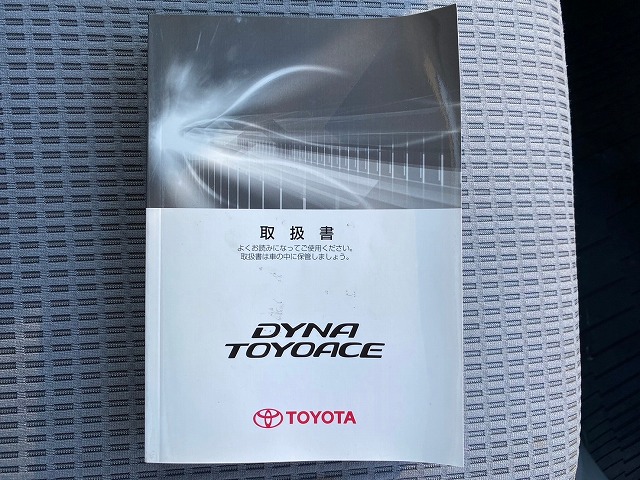 取扱書
よくお読みになってご使用ください。
取扱書は車の中に保管しましょう。
DYNA
TOYOACE
TOYOTA